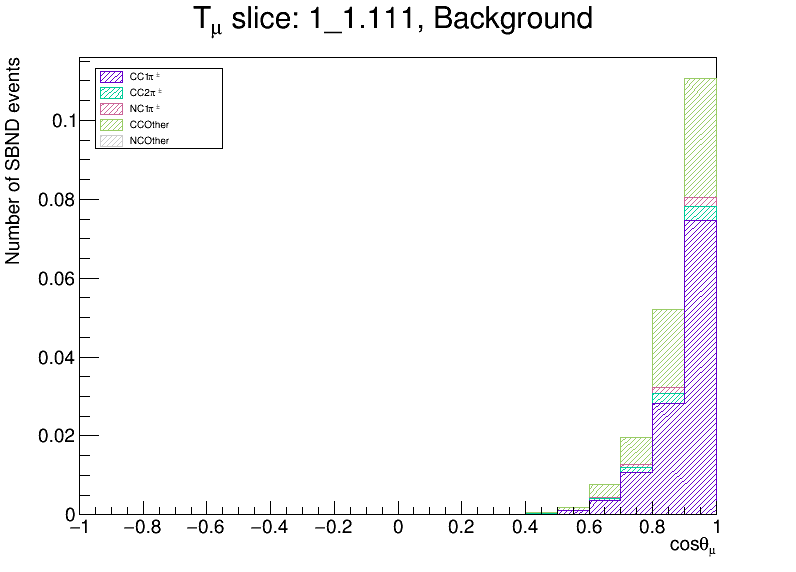 Tμ slice: 1_1.111, Background
Number of SBND events
CC1π±
CC2π±
NC1π±
CCOther
NCOther
0.1
0.08
0.06
0.04
0.02
0
−1 −0.8 −0.6 −0.4 −0.2 0 0.2 0.4 0.6 0.8 1
cosθμ